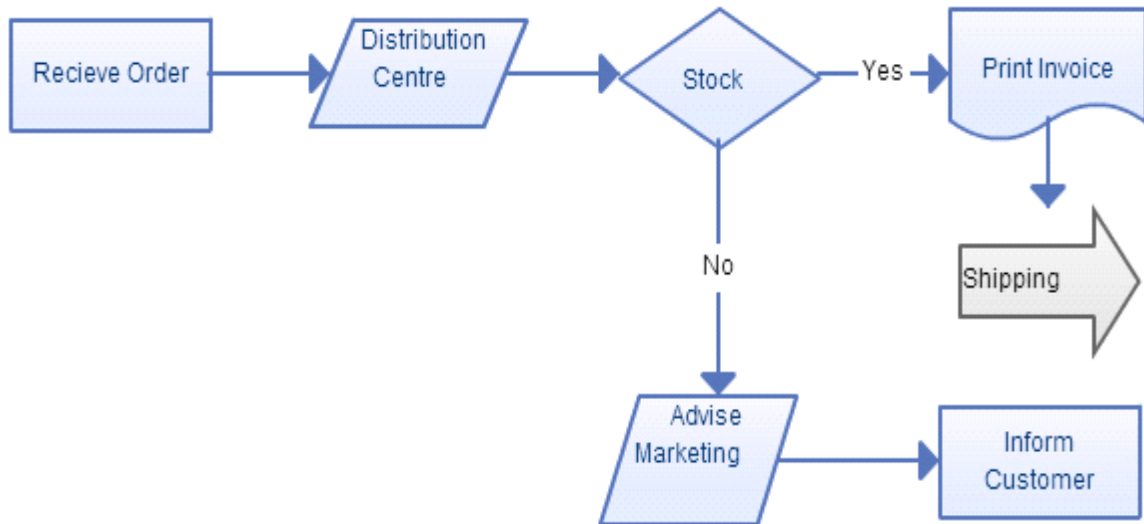 Recieve Order
Distribution
Centre
Stock
Yes
Print Invoice
No
Shipping
Advise
Marketing
Inform
Customer